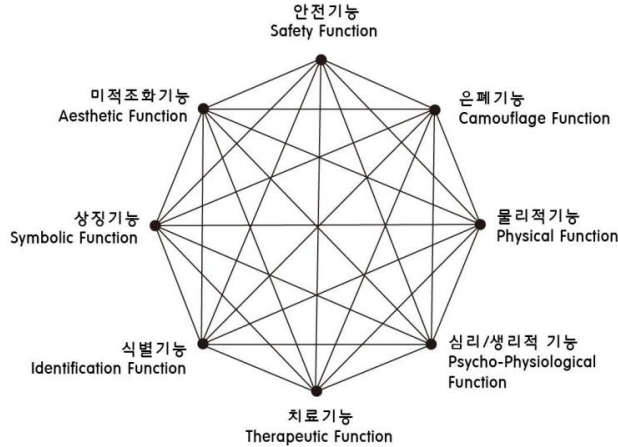 안전기능
Safety Function
미적조화기능
Aesthetic Function
은폐기능
Camouflage Function
상징기능
Symbolic Function
물리적기능
Physical Function
식별기능
Identification Function
심리/생리적 기능
Psycho-Physiological
Function
치료기능
Therapeutic Function